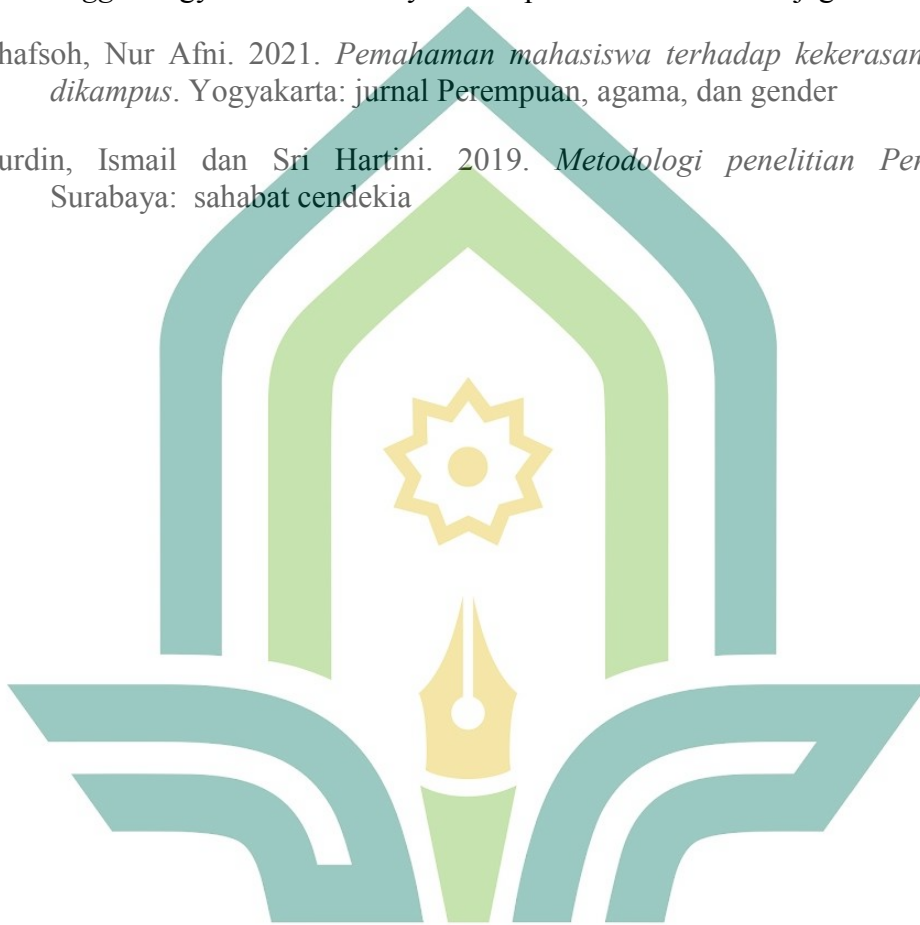 hafsoh, Nur Afni. 2021. Pemahaman mahasiswa terhadap kekerasan
dikampus. Yogyakarta: jurnal Perempuan, agama, dan gender
urdin, Ismail dan Sri Hartini. 2019. Metodologi penelitian Pen
Surabaya: sahabat cendekia